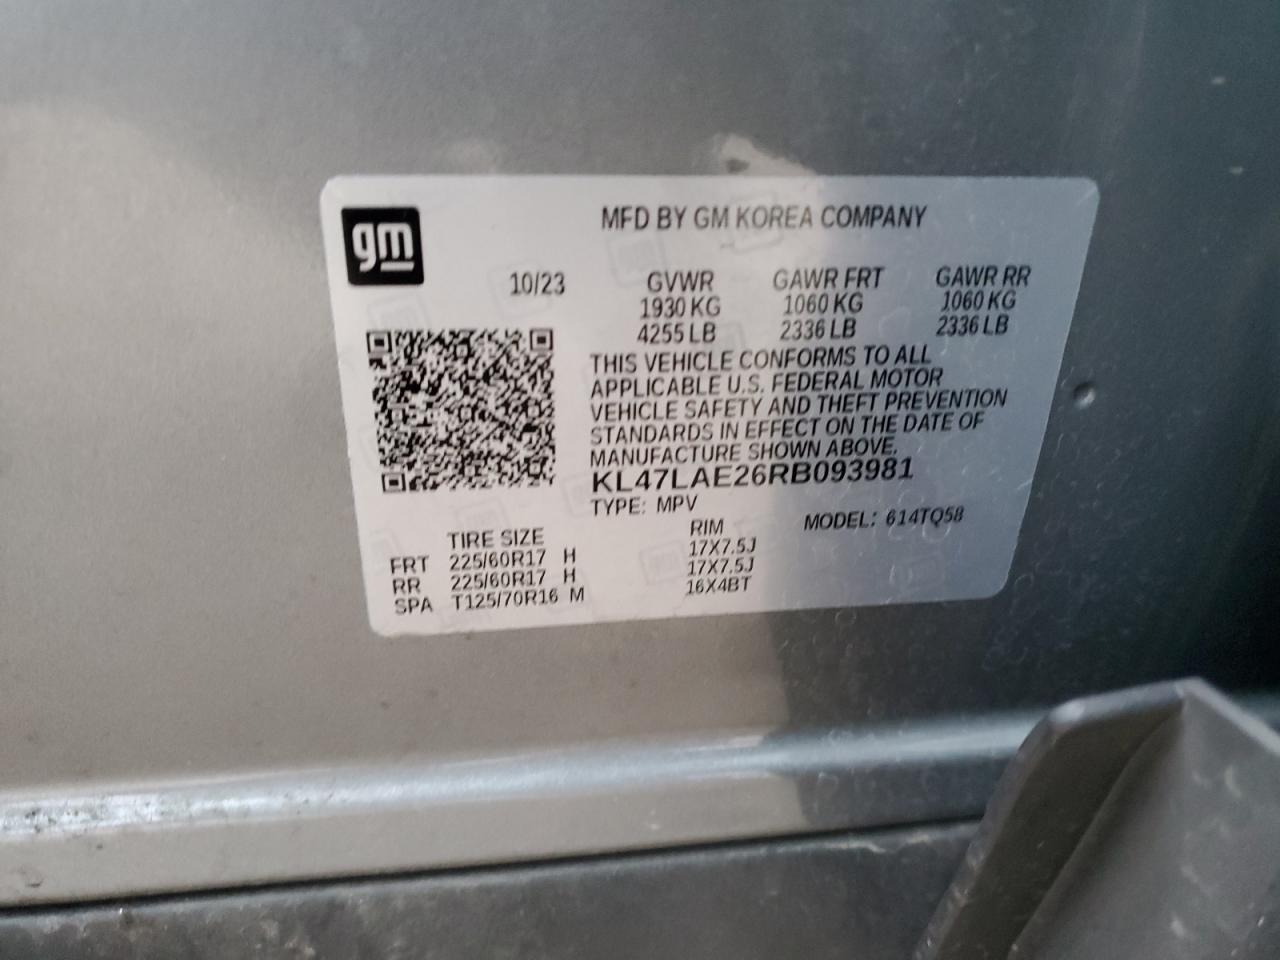 gm
MFD BY GM KOREA COMPANY
10/23 GVWR GAWR FRT GAWR RR
1930 KG 1060 KG 1060 KG
4255 LB 2336 LB 2336 LB
THIS VEHICLE CONFORMS TO ALL
APPLICABLE U.S. FEDERAL MOTOR
VEHICLE SAFETY AND THEFT PREVENTION
STANDARDS IN EFFECT ON THE DATE OF
MANUFACTURE SHOWN ABOVE.
KL47LAE26RB093981
TYPE: MPV MODEL: 614TQ58
TIRE SIZE RIM
FRT 225/60R17 H 17X7.5J
RR 225/60R17 H 17X7.5J
SPA T125/70R16 M 16X4BT